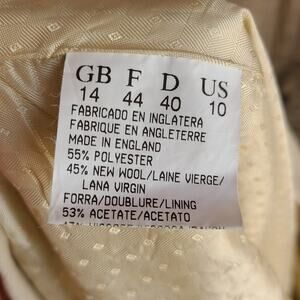 GB F D US
14 44 40 10
FABRICADO EN INGLATERA
FABRIQUE EN ANGLETERRE
MADE IN ENGLAND
55% POLYESTER
45% NEW WOOL/LAINE VIERGE/
LANA VIRGIN
FORRA/DOUBLURE/LINING
53% ACETATE/ACETATO